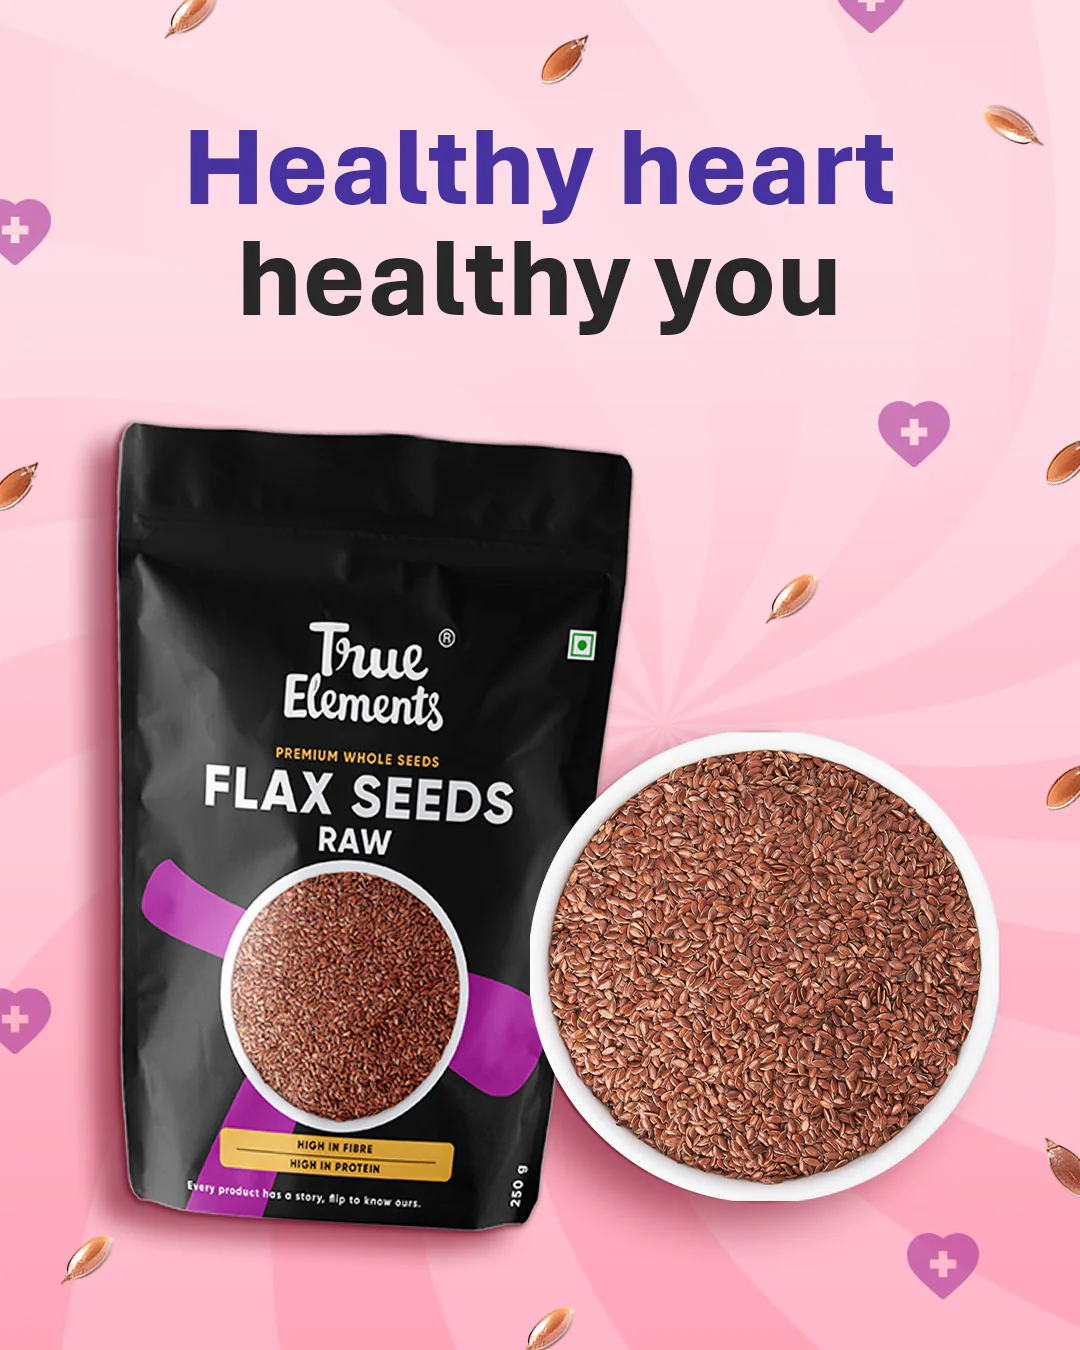 Healthy heart
healthy you
True ®
Elements
PREMIUM WHOLE SEEDS
FLAX SEEDS
RAW
HIGH IN FIBRE
HIGH IN PROTEIN
Every product has a story, flip to know ours.
250 g